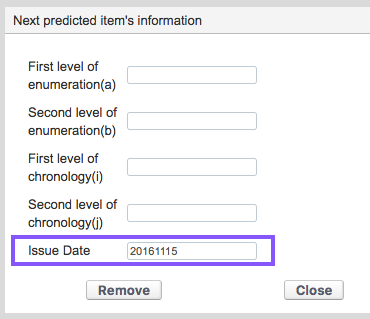 Next predicted item's information
First level of
enumeration(a)
Second level of
enumeration(b)
First level of
chronology(i)
Second level of
chronology(j)
Issue Date 20161115
Remove Close